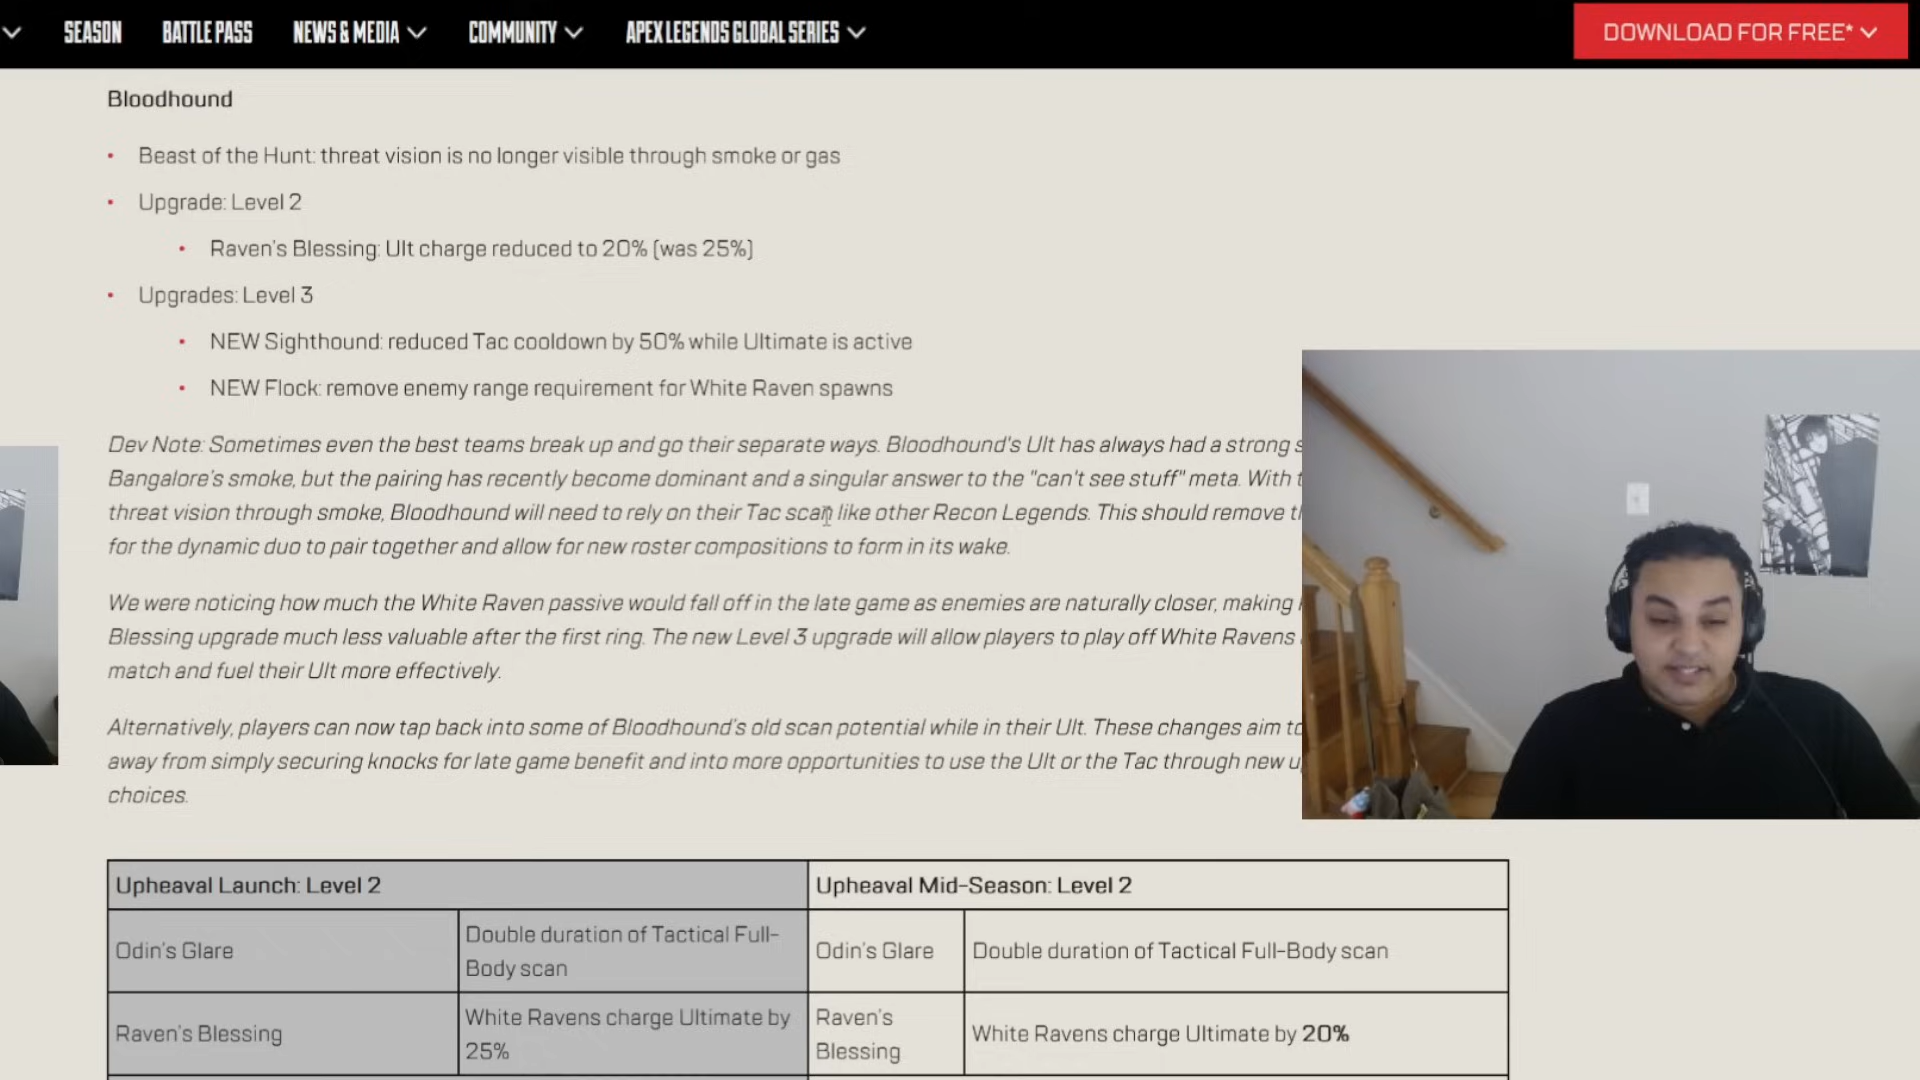 SEASON BATTLE PASS NEWS & MEDIA COMMUNITY APEX LEGENDS GLOBAL SERIES DOWNLOAD FOR FREE*
Bloodhound
• Beast of the Hunt: threat vision is no longer visible through smoke or gas
• Upgrade: Level 2
• Raven's Blessing: Ult charge reduced to 20% (was 25%)
• Upgrades: Level 3
• NEW Sighthound: reduced Tac cooldown by 50% while Ultimate is active
• NEW Flock: remove enemy range requirement for White Raven spawns
Dev Note: Sometimes even the best teams break up and go their separate ways. Bloodhound's Ult has always had a strong
Bangalore's smoke, but the pairing has recently become dominant and a singular answer to the "can't see stuff" meta. With
threat vision through smoke, Bloodhound will need to rely on their Tac scan like other Recon Legends. This should remove
for the dynamic duo to pair together and allow for new roster compositions to form in its wake.
We were noticing how much the White Raven passive would fall off in the late game as enemies are naturally closer, making
Blessing upgrade much less valuable after the first ring. The new Level 3 upgrade will allow players to play off White Ravens
match and fuel their Ult more effectively.
Alternatively, players can now tap back into some of Bloodhound's old scan potential while in their Ult. These changes aim to
away from simply securing knocks for late game benefit and into more opportunities to use the Ult or the Tac through new
choices.
Upheaval Launch: Level 2 Upheaval Mid-Season: Level 2
Odin's Glare Double duration of Tactical Full-
Body scan Odin's Glare Double duration of Tactical Full-Body scan
Raven's Blessing White Ravens charge Ultimate by
25% Raven's
Blessing White Ravens charge Ultimate by 20%